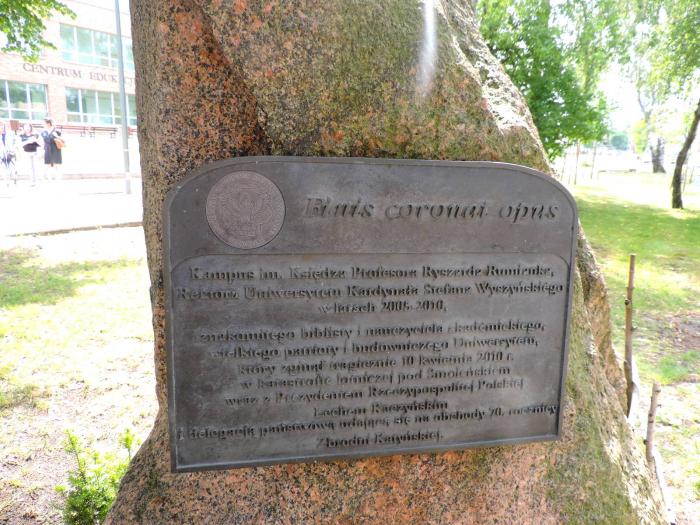 CENTRUM EDUK
Finis coronat opus
Kampus im. Księdza Profesora Ryszarda Rumianka,
Rektora Uniwersytetu Kardynała Stefana Wyszyńskiego
w latach 2005-2010,
znakomitego biblisty i nauczyciela akademickiego,
wielkiego patrioty i budowniczego Uniwersytetu,
który zginął tragicznie 10 kwietnia 2010 r.
w katastrofie lotniczej pod Smoleńskiem
wraz z Prezydentem Rzeczypospolitej Polskiej
Lechem Kaczyńskim
i delegacją państwową udającą się na obchody 70. rocznicy
Zbrodni Katyńskiej.